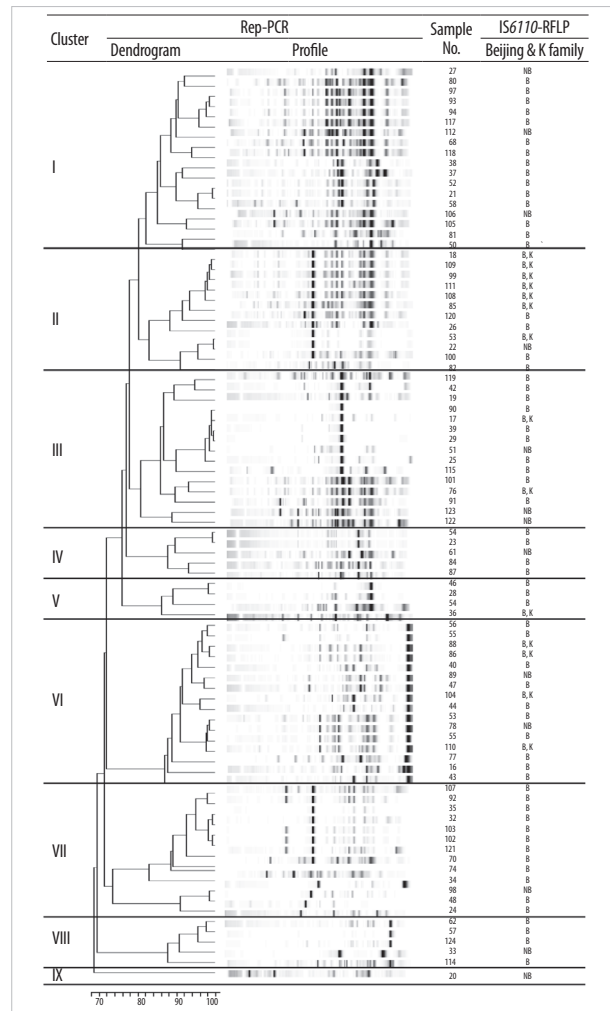 Cluster Rep-PCR Sample No. IS6110-RFLP
Dendrogram Profile Beijing & K family
I
27 NB
80 B
97 B
93 B
94 B
117 B
112 NB
68 B
118 B
38 B
37 B
52 B
21 B
58 B
106 NB
105 B
81 B
50 B
II
18 B, K
109 B, K
99 B, K
111 B, K
108 B, K
85 B, K
120 B
26 B
53 B, K
22 NB
100 B
82 B
III
119 B
42 B
19 B
90 B
17 B, K
39 B
29 B
51 NB
25 B
115 B
101 B
76 B, K
91 B
123 NB
122 NB
IV
54 B
23 B
61 NB
84 B
87 B
V
46 B
28 B
54 B
36 B, K
VI
56 B
55 B
88 B, K
86 B, K
40 B
89 NB
47 B
104 B, K
44 B
53 B
78 NB
55 B
110 B, K
77 B
16 B
43 B
VII
107 B
92 B
35 B
32 B
103 B
102 B
121 B
70 B
74 B
34 B
98 NB
48 B
24 B
VIII
62 B
57 B
124 B
33 NB
114 B
IX
20 NB
70 80 90 100